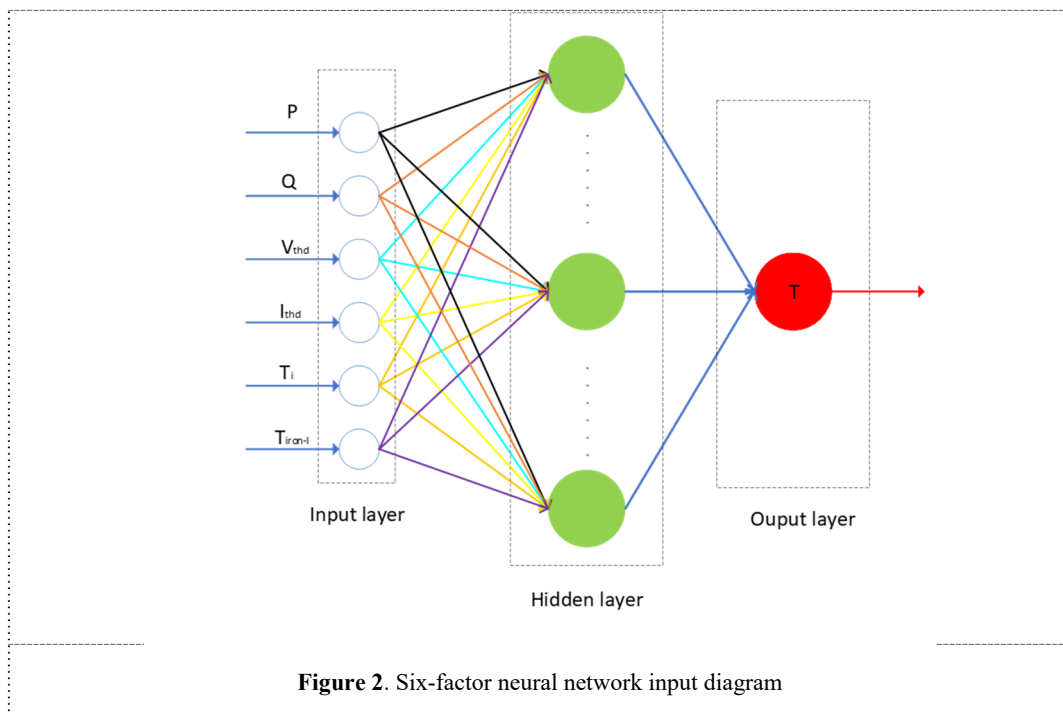 P
Q
Vthd
Ithd
Ti
Tiron-l
T
Input layer
Ouput layer
Hidden layer
Figure 2. Six-factor neural network input diagram